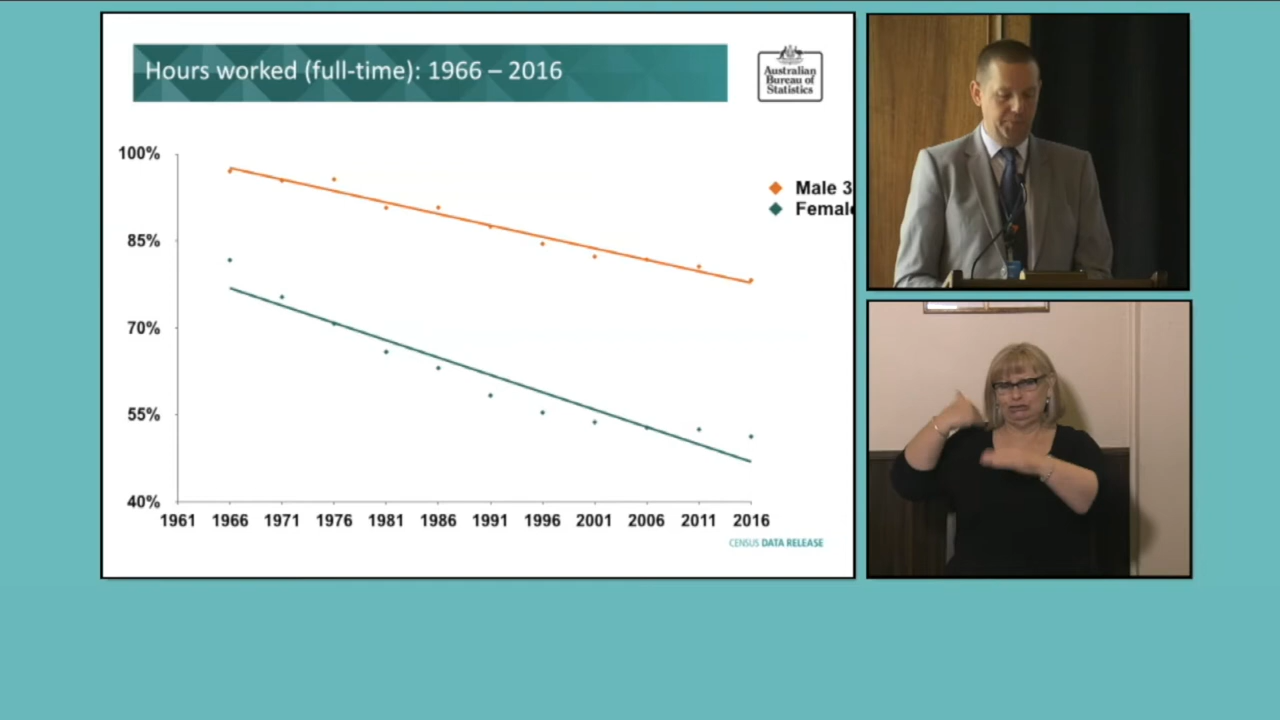 Hours worked (full-time): 1966 – 2016
Australian
Bureau of
Statistics
100%
85%
70%
55%
40%
Male 3
Female
1961 1966 1971 1976 1981 1986 1991 1996 2001 2006 2011 2016
CENSUS DATA RELEASE